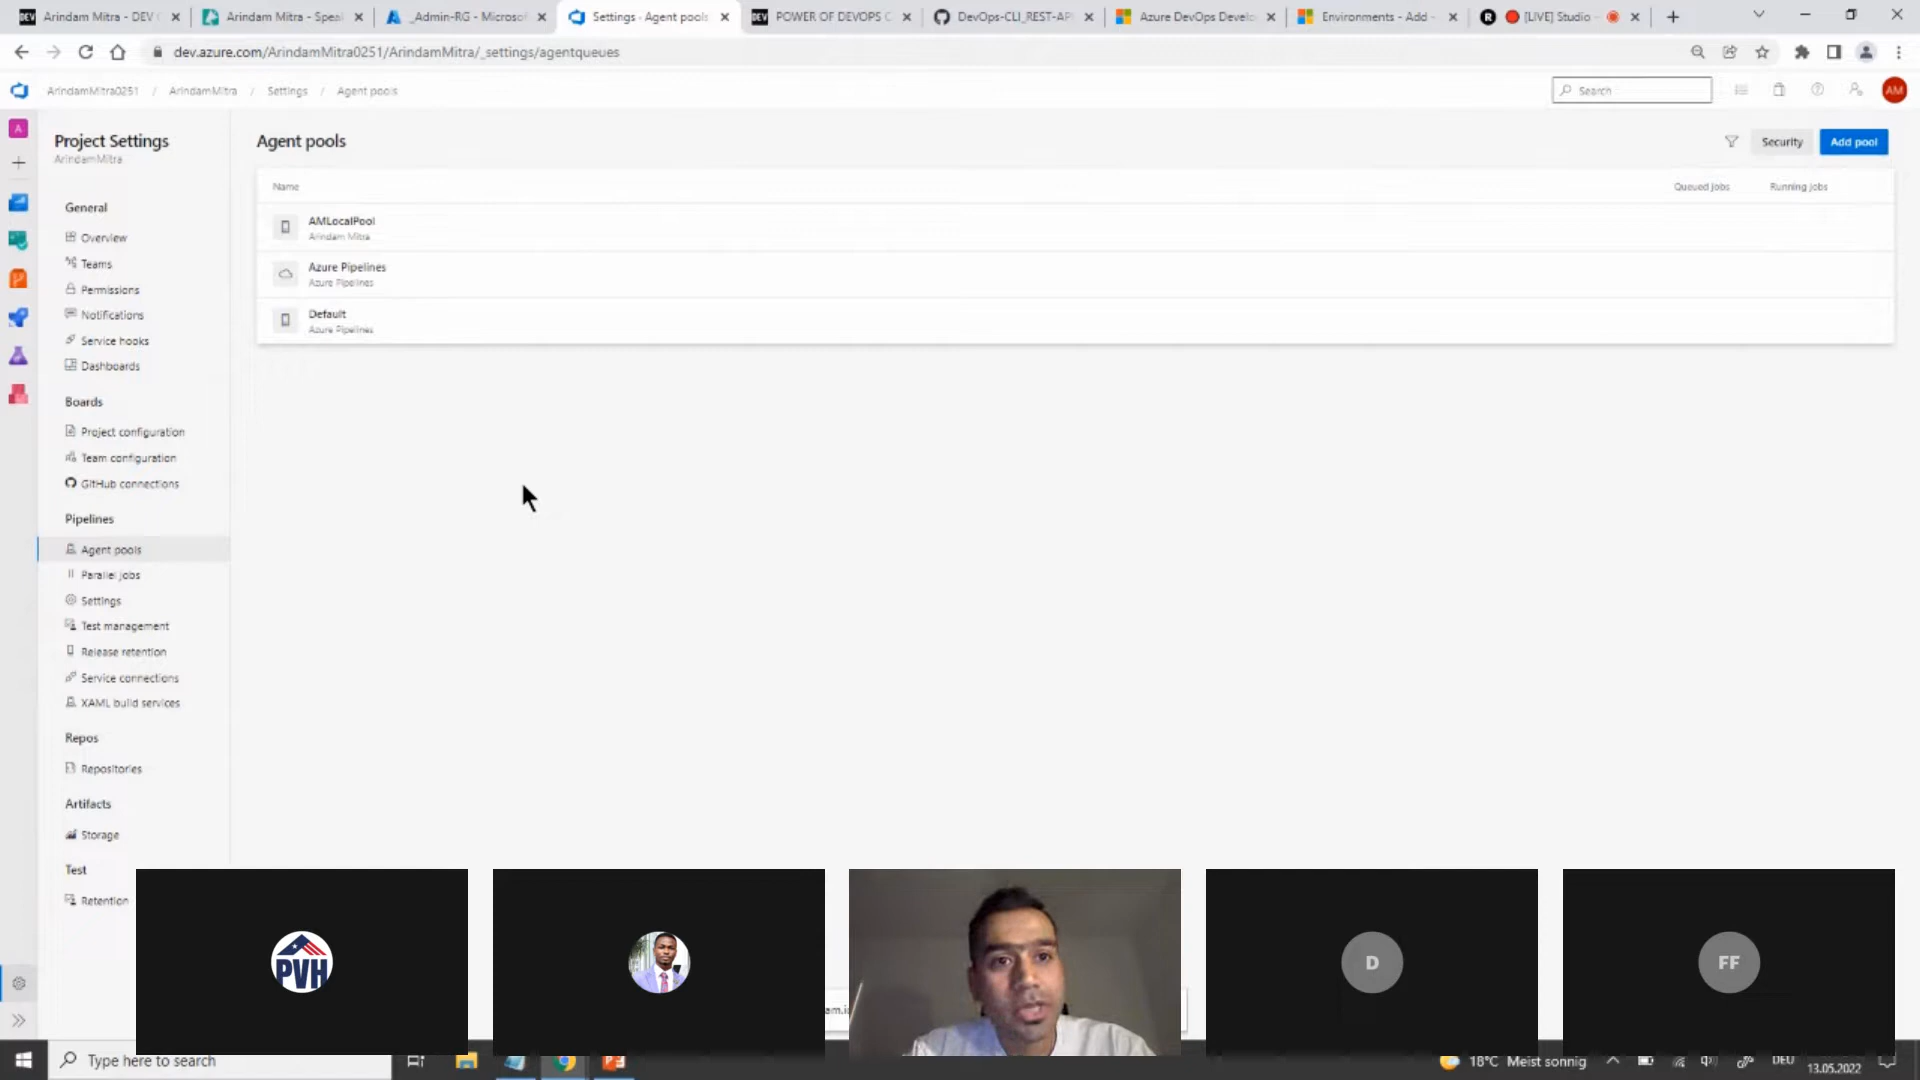 Arindam Mitra - DEV
Arindam Mitra - Spea
_Admin-RG - Microsof
Settings - Agent pools
POWER OF DEVOPS C
DevOps-CLI_REST-AP
Azure DevOps Develo
Environments - Add -
[LIVE] Studio -
dev.azure.com/ArindamMitra0251/ArindamMitra/_settings/agentqueues
ArindamMitra0251 / ArindamMitra / Settings / Agent pools
Search
AM
A
Project Settings
ArindamMitra
General
Overview
Teams
Permissions
Notifications
Service hooks
Dashboards
Boards
Project configuration
Team configuration
GitHub connections
Pipelines
Agent pools
Parallel jobs
Settings
Test management
Release retention
Service connections
XAML build services
Repos
Repositories
Artifacts
Storage
Test
Retention
Agent pools
Security
Add pool
Name
Queued jobs
Running jobs
AMLocalPool
Arindam Mitra
Azure Pipelines
Azure Pipelines
Default
Azure Pipelines
PVH
am.i
D
FF
Type here to search
18°C Meist sonnig
DEU
13.05.2022